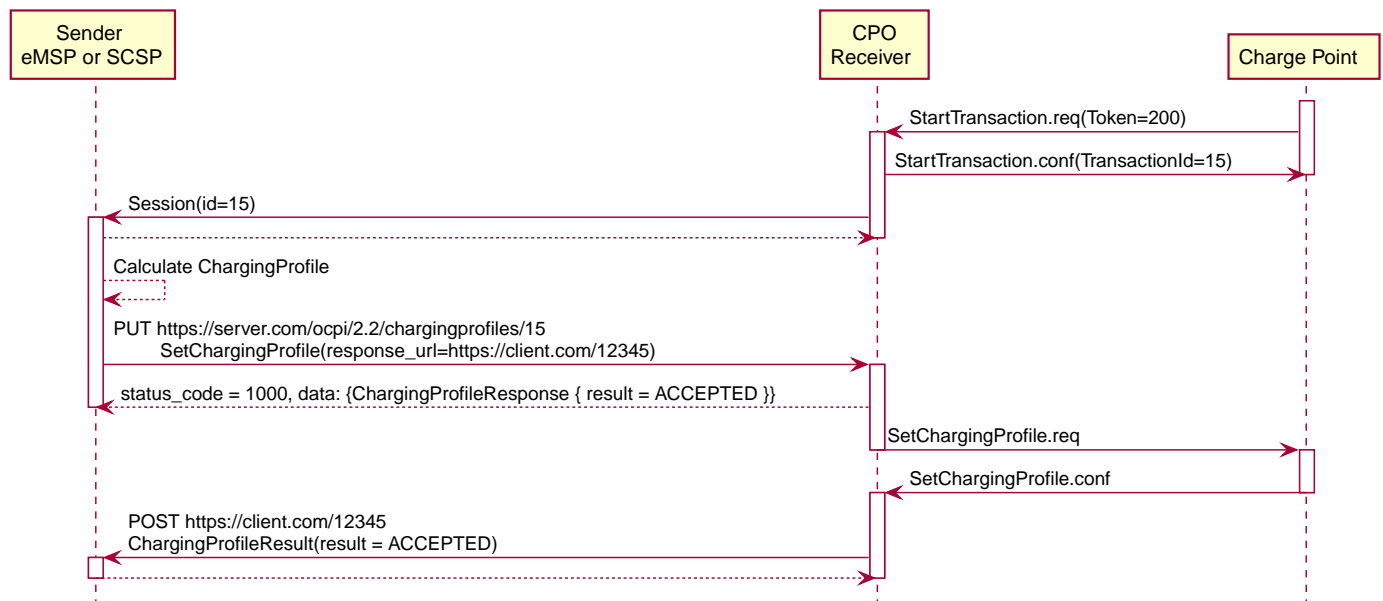 Sender
eMSP or SCSP
CPO
Receiver
Charge Point
StartTransaction.req(Token=200)
StartTransaction.conf(TransactionId=15)
Session(id=15)
Calculate ChargingProfile
PUT https://server.com/ocpi/2.2/chargingprofiles/15
SetChargingProfile(response_url=https://client.com/12345)
status_code = 1000, data: {ChargingProfileResponse { result = ACCEPTED }}
SetChargingProfile.req
SetChargingProfile.conf
POST https://client.com/12345
ChargingProfileResult(result = ACCEPTED)